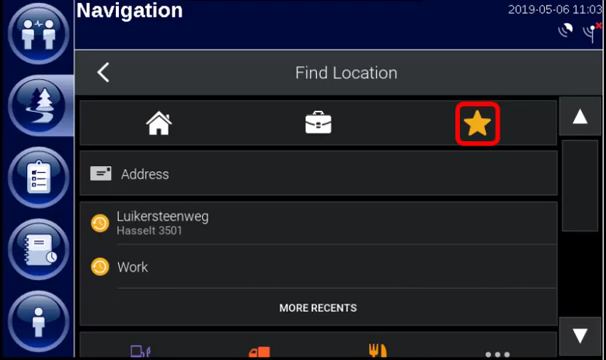 Navigation
2019-05-06 11:03
Find Location
Address
Luikersteenweg
Hasselt 3501
Work
MORE RECENTS